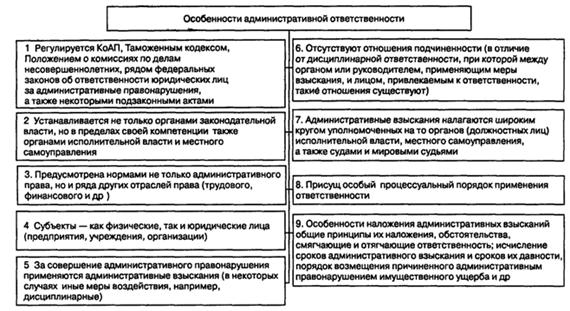 Особенности административной ответственности
1 Регулируется КоАП, Таможенным кодексом,
Положением о комиссиях по делам
несовершеннолетних, рядом федеральных
законов об ответственности юридических лиц
за административные правонарушения,
а также некоторыми подзаконными актами
2 Устанавливается не только органами законодательной
власти, но в пределах своей компетенции также
органами исполнительной власти и местного
самоуправления
3. Предусмотрена нормами не только административного
права, но и ряда других отраслей права (трудового,
финансового и др )
4 Субъекты — как физические, так и юридические лица
(предприятия, учреждения, организации)
5 За совершение административного правонарушения
применяются административные взыскания (в некоторых
случаях иные меры воздействия, например,
дисциплинарные)
6. Отсутствуют отношения подчиненности (в отличие
от дисциплинарной ответственности, при которой между
органом или руководителем, применяющим меры
взыскания, и лицом, привлекаемым к ответственности,
такие отношения существуют)
7. Административные взыскания налагаются широким
кругом уполномоченных на то органов (должностных лиц)
исполнительной власти, местного самоуправления,
а также судами и мировыми судьями
8. Присущ особый процессуальный порядок применения
ответственности
9. Особенности наложения административных взысканий
общие принципы их наложения, обстоятельства,
смягчающие и отягчающие ответственность; исчисление
сроков административного взыскания и сроков их давности,
порядок возмещения причиненного административным
правонарушением имущественного ущерба и др